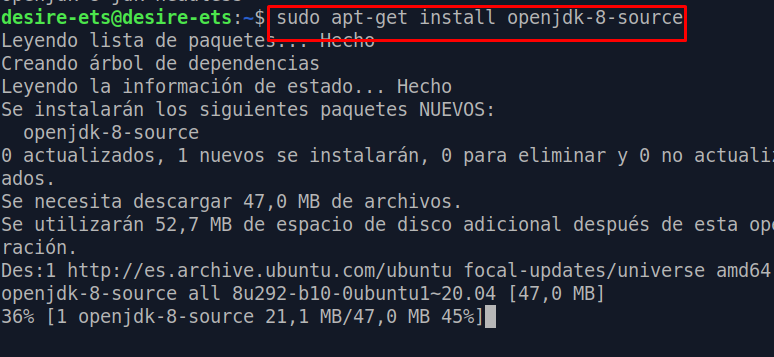 desire-ets@desire-ets:~$ sudo apt-get install openjdk-8-source
Leyendo lista de paquetes... Hecho
Creando árbol de dependencias
Leyendo la información de estado... Hecho
Se instalarán los siguientes paquetes NUEVOS:
  openjdk-8-source
0 actualizados, 1 nuevos se instalarán, 0 para eliminar y 0 no actualiz
ados.
Se necesita descargar 47,0 MB de archivos.
Se utilizarán 52,7 MB de espacio de disco adicional después de esta ope
ración.
Des:1 http://es.archive.ubuntu.com/ubuntu focal-updates/universe amd64
openjdk-8-source all 8u292-b10-0ubuntu1~20.04 [47,0 MB]
36% [1 openjdk-8-source 21,1 MB/47,0 MB 45%]